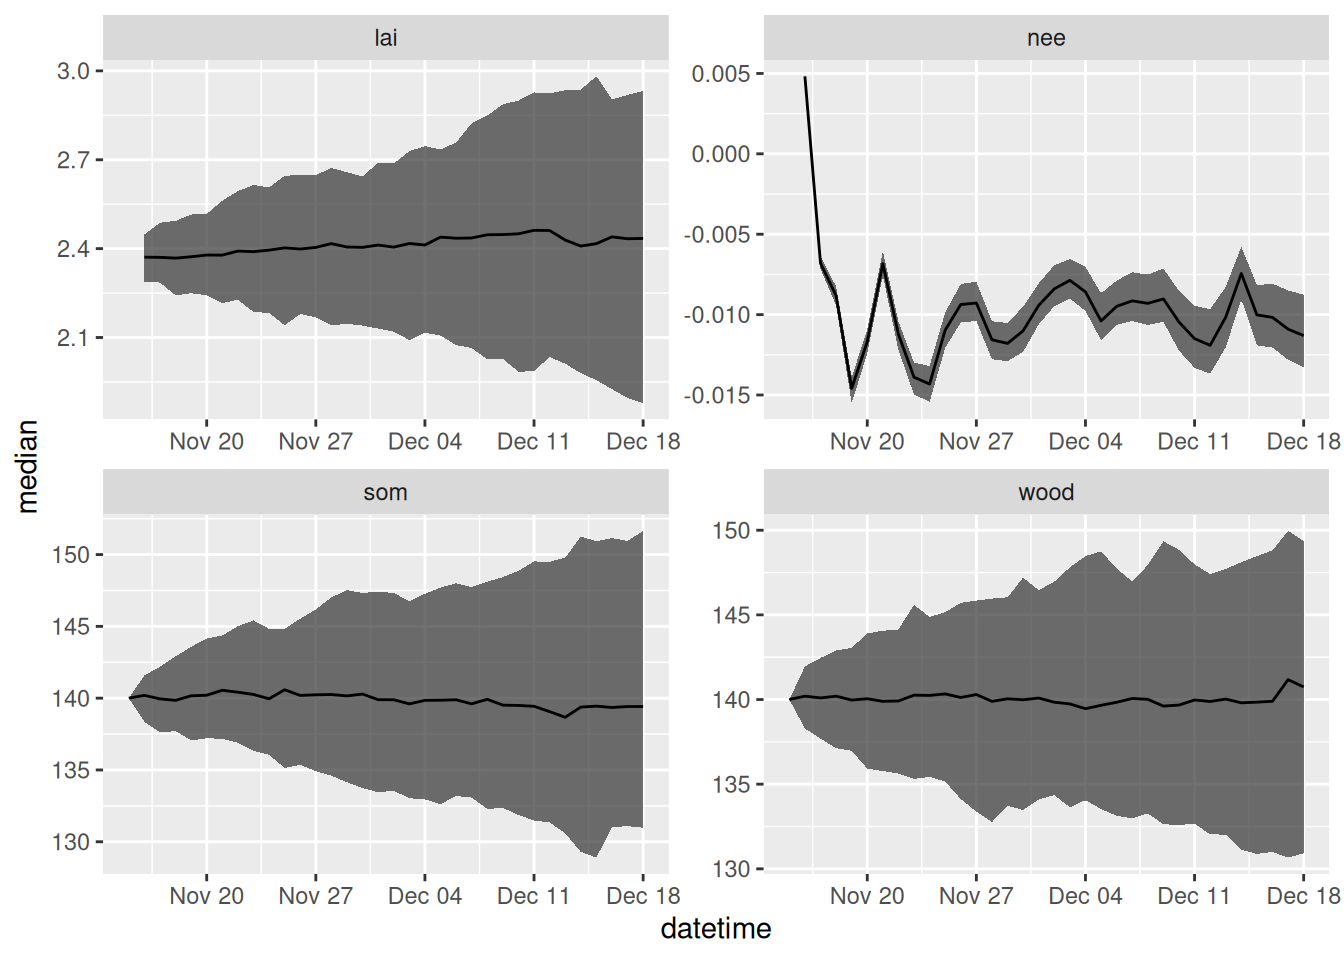 lai
3.0
2.7
2.4
2.1
Nov 20 Nov 27 Dec 04 Dec 11 Dec 18
nee
0.005
0.000
-0.005
-0.010
-0.015
Nov 20 Nov 27 Dec 04 Dec 11 Dec 18
median
som
150
145
140
135
130
Nov 20 Nov 27 Dec 04 Dec 11 Dec 18
wood
150
145
140
135
130
Nov 20 Nov 27 Dec 04 Dec 11 Dec 18
datetime